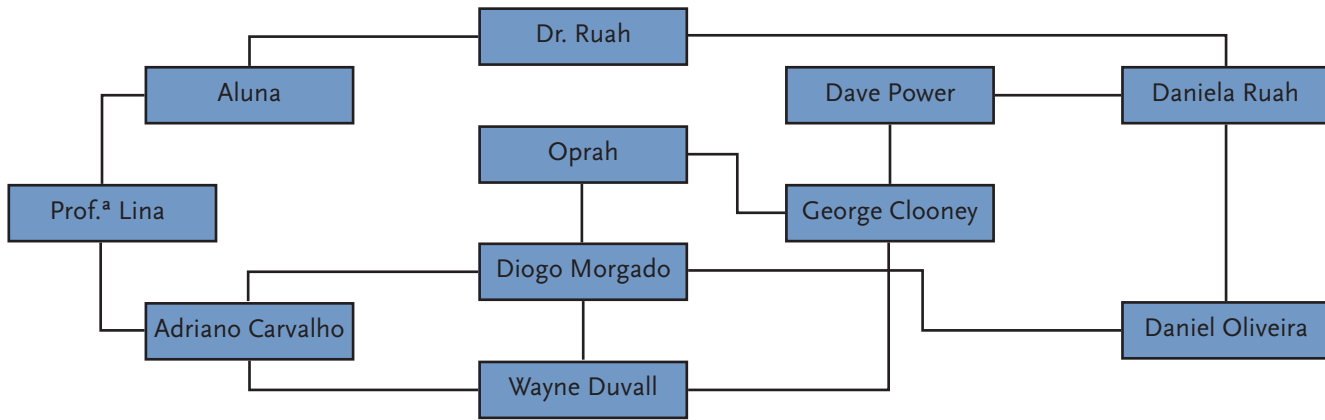 Dr. Ruah
Aluna
Dave Power
Daniela Ruah
Oprah
Prof.ª Lina
George Clooney
Diogo Morgado
Adriano Carvalho
Daniel Oliveira
Wayne Duvall